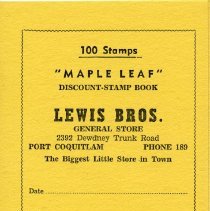 100 Stamps
"MAPLE LEAF"
DISCOUNT-STAMP BOOK
LEWIS BROS.
GENERAL STORE
2392 Dewdney Trunk Road
PORT COQUITLAM PHONE 189
The Biggest Little Store in Town
Date